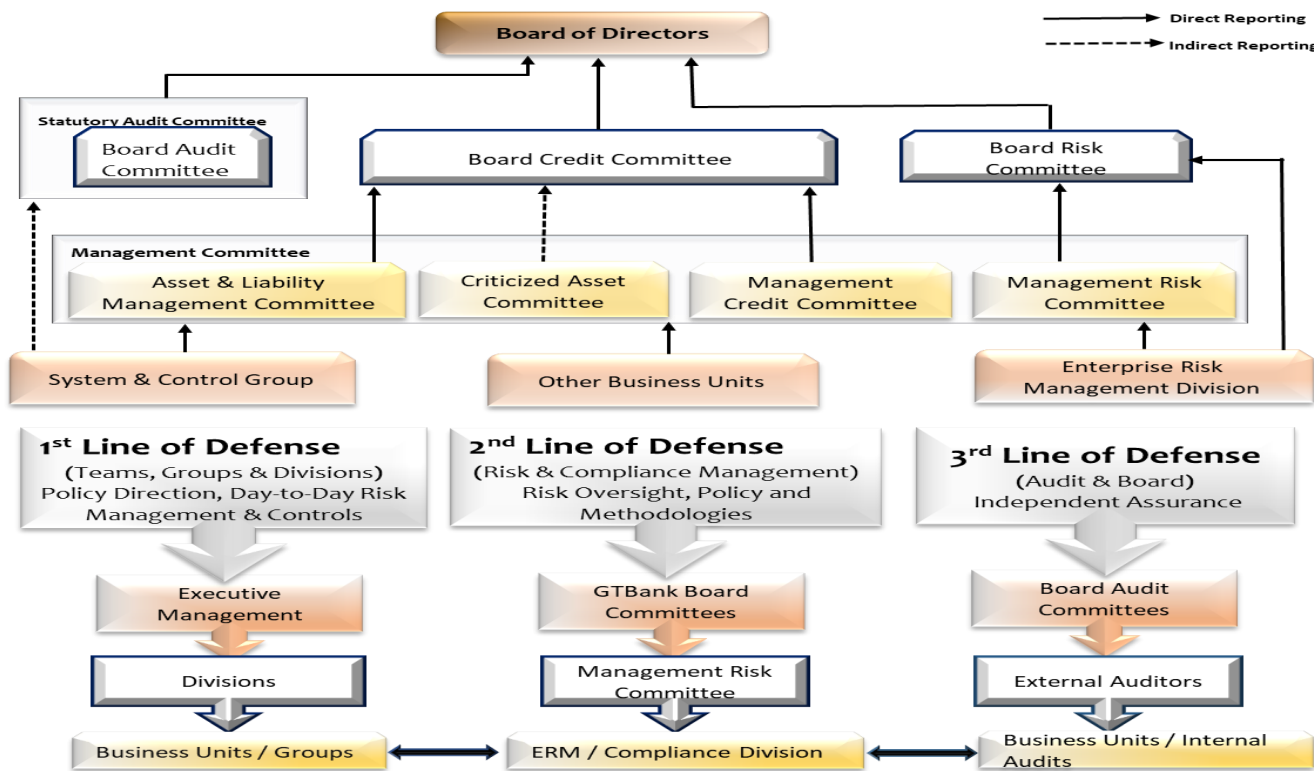 Board of Directors
Direct Reporting
Indirect Reporting
Statutory Audit Committee
Board Audit
Committee
Board Credit Committee
Board Risk
Committee
Management Committee
Asset & Liability
Management Committee
Criticized Asset
Committee
Management
Credit Committee
Management Risk
Committee
System & Control Group
Other Business Units
Enterprise Risk
Management Division
1st Line of Defense
(Teams, Groups & Divisions)
Policy Direction, Day-to-Day Risk
Management & Controls
2nd Line of Defense
(Risk & Compliance Management)
Risk Oversight, Policy and
Methodologies
3rd Line of Defense
(Audit & Board)
Independent Assurance
Executive
Management
GTBank Board
Committees
Board Audit
Committees
Divisions
Management Risk
Committee
External Auditors
Business Units / Groups
ERM / Compliance Division
Business Units / Internal
Audits